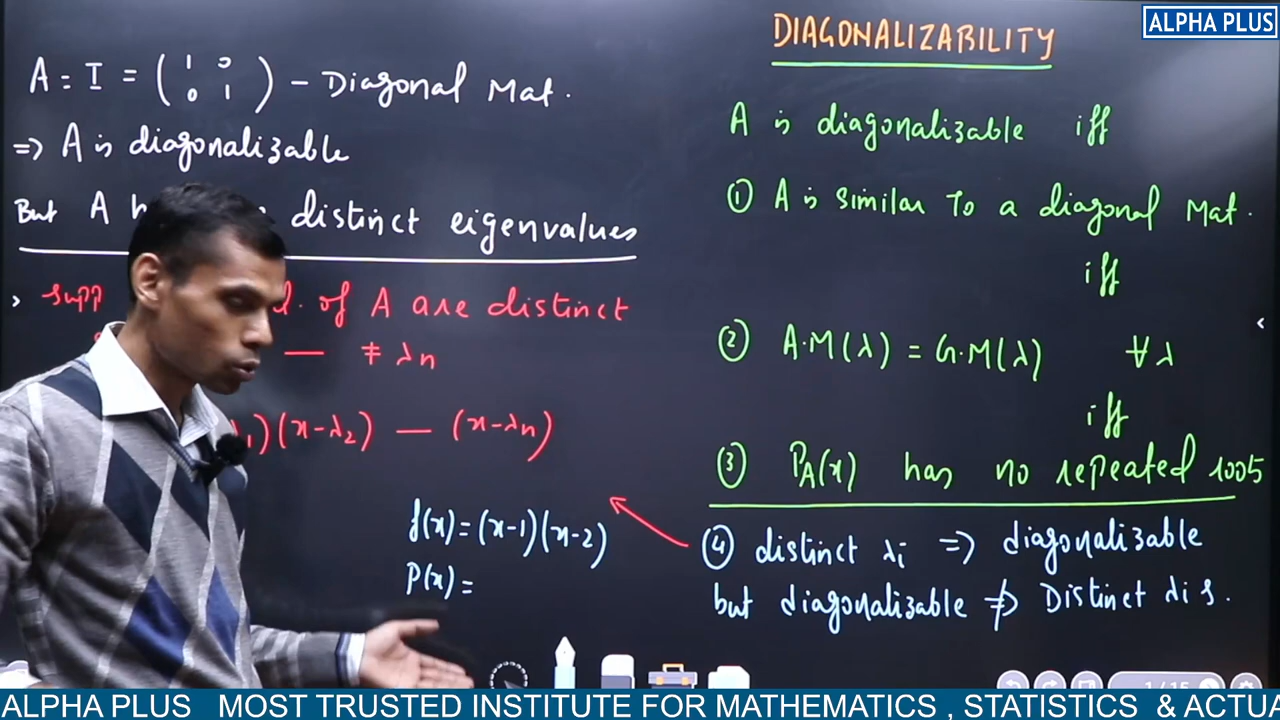 ALPHA PLUS
DIAGONALIZABILITY
A = I = ( 1 0
0 1 ) – Diagonal Mat.
⇒ A is diagonalizable
But A distinct eigenvalues
Supp of A are distinct
— ≠ λn
λ1)(x-λ2) — (x-λn)
f(x) = (x-1)(x-2)
P(x) =
A is diagonalizable iff
① A is similar To a diagonal Mat.
iff
② A.M(λ) = G.M(λ) ∀ λ
iff
③ PA(x) has no repeated
④ distinct λi ⇒ diagonalizable
but diagonalizable ⇏ Distinct λi s.
1/15
ALPHA PLUS MOST TRUSTED INSTITUTE FOR MATHEMATICS , STATISTICS & ACTUA